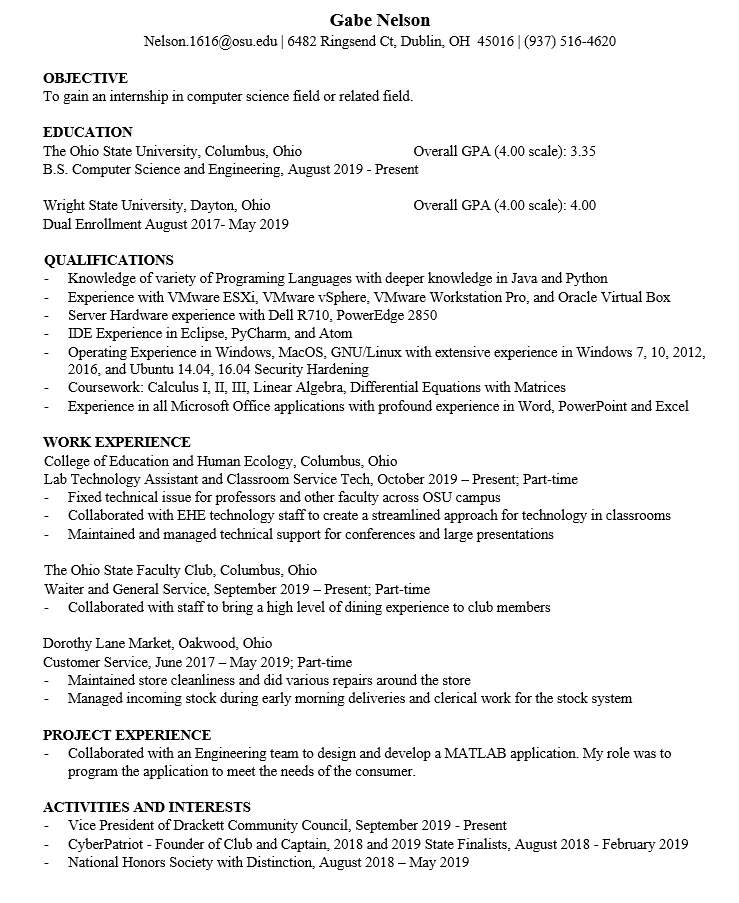 Gabe Nelson
Nelson.1616@osu.edu | 6482 Ringsend Ct, Dublin, OH  45016 | (937) 516-4620
OBJECTIVE
To gain an internship in computer science field or related field.
EDUCATION
The Ohio State University, Columbus, Ohio Overall GPA (4.00 scale): 3.35
B.S. Computer Science and Engineering, August 2019 - Present
Wright State University, Dayton, Ohio Overall GPA (4.00 scale): 4.00
Dual Enrollment August 2017- May 2019
QUALIFICATIONS
- Knowledge of variety of Programing Languages with deeper knowledge in Java and Python
- Experience with VMware ESXi, VMware vSphere, VMware Workstation Pro, and Oracle Virtual Box
- Server Hardware experience with Dell R710, PowerEdge 2850
- IDE Experience in Eclipse, PyCharm, and Atom
- Operating Experience in Windows, MacOS, GNU/Linux with extensive experience in Windows 7, 10, 2012,
2016, and Ubuntu 14.04, 16.04 Security Hardening
- Coursework: Calculus I, II, III, Linear Algebra, Differential Equations with Matrices
- Experience in all Microsoft Office applications with profound experience in Word, PowerPoint and Excel
WORK EXPERIENCE
College of Education and Human Ecology, Columbus, Ohio
Lab Technology Assistant and Classroom Service Tech, October 2019 – Present; Part-time
- Fixed technical issue for professors and other faculty across OSU campus
- Collaborated with EHE technology staff to create a streamlined approach for technology in classrooms
- Maintained and managed technical support for conferences and large presentations
The Ohio State Faculty Club, Columbus, Ohio
Waiter and General Service, September 2019 – Present; Part-time
- Collaborated with staff to bring a high level of dining experience to club members
Dorothy Lane Market, Oakwood, Ohio
Customer Service, June 2017 – May 2019; Part-time
- Maintained store cleanliness and did various repairs around the store
- Managed incoming stock during early morning deliveries and clerical work for the stock system
PROJECT EXPERIENCE
- Collaborated with an Engineering team to design and develop a MATLAB application. My role was to
program the application to meet the needs of the consumer.
ACTIVITIES AND INTERESTS
- Vice President of Drackett Community Council, September 2019 - Present
- CyberPatriot - Founder of Club and Captain, 2018 and 2019 State Finalists, August 2018 - February 2019
- National Honors Society with Distinction, August 2018 – May 2019